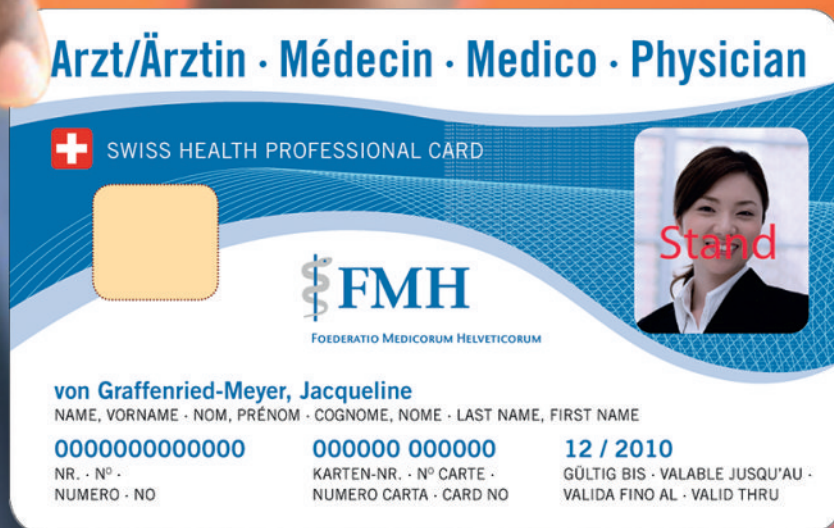 Arzt/Ärztin · Médecin · Medico · Physician
SWISS HEALTH PROFESSIONAL CARD
Stand
FMH
FOEDERATIO MEDICORUM HELVETICORUM
von Graffenried-Meyer, Jacqueline
NAME, VORNAME · NOM, PRÉNOM · COGNOME, NOME · LAST NAME, FIRST NAME
0000000000000 000000 000000 12 / 2010
NR. · Nº · KARTEN-NR. · Nº CARTE · GÜLTIG BIS · VALABLE JUSQU'AU ·
NUMERO · NO NUMERO CARTA · CARD NO VALIDA FINO AL · VALID THRU